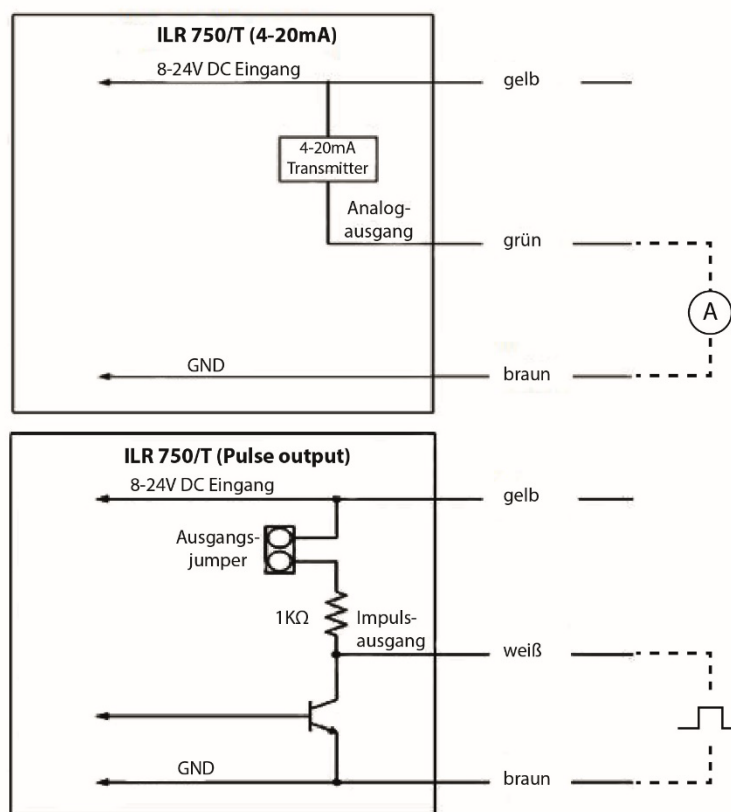 ILR 750/T (4-20mA)
8-24V DC Eingang
gelb
4-20mA
Transmitter
Analog-
ausgang
grün
A
GND
braun
ILR 750/T (Pulse output)
8-24V DC Eingang
gelb
Ausgangs-
jumper
1KΩ
Impuls-
ausgang
weiß
GND
braun